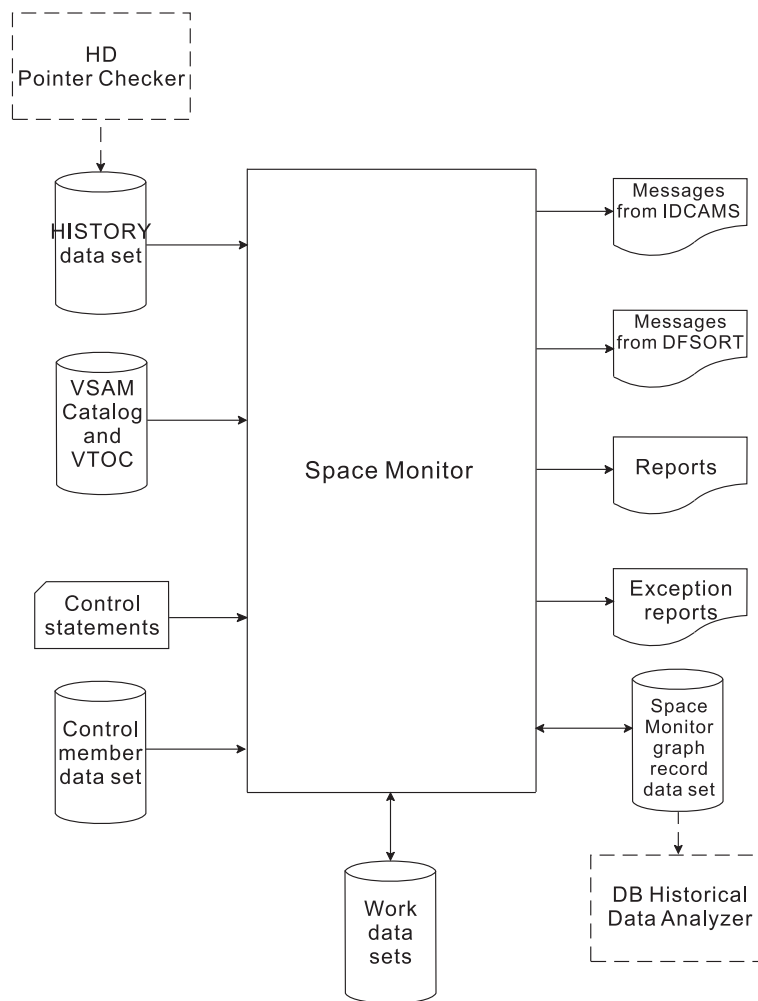 HD
Pointer Checker
HISTORY
data set
VSAM
Catalog
and
VTOC
Control
statements
Control
member
data set
Space Monitor
Work
data
sets
Messages
from IDCAMS
Messages
from DFSORT
Reports
Exception
reports
Space
Monitor
graph
record
data set
DB Historical
Data Analyzer